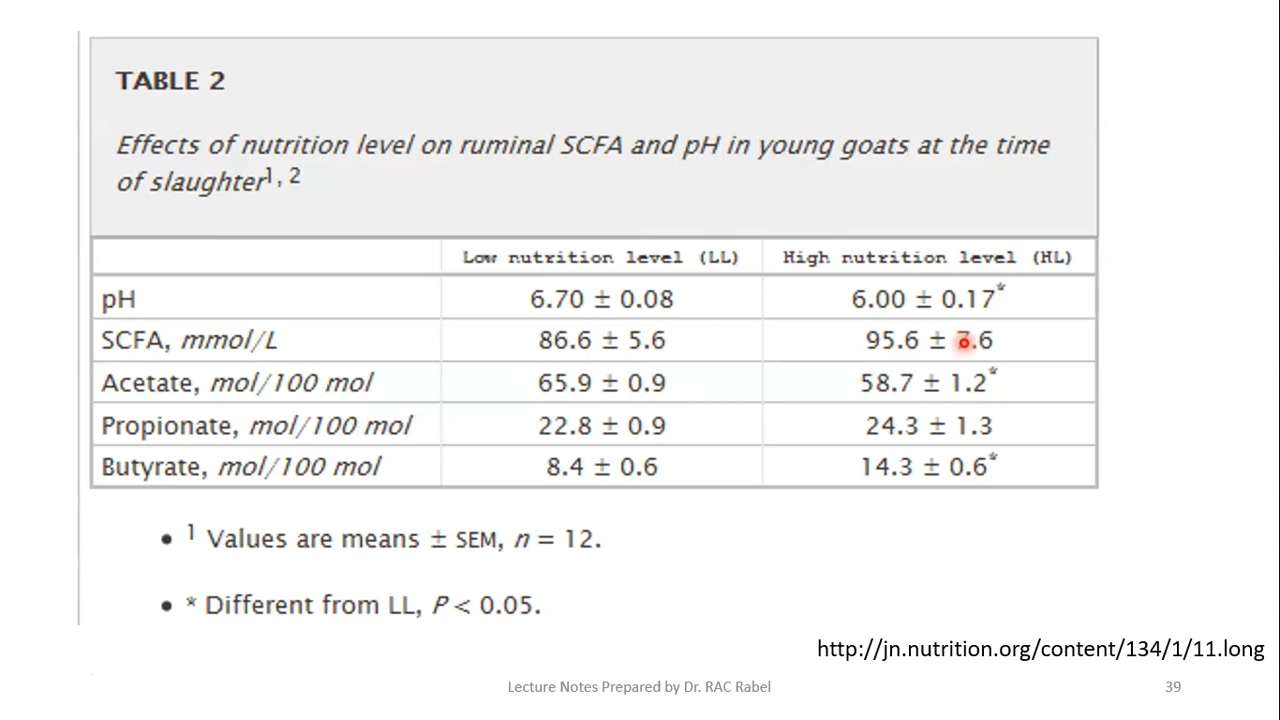 TABLE 2
Effects of nutrition level on ruminal SCFA and pH in young goats at the time
of slaughter1, 2
Low nutrition level (LL) High nutrition level (HL)
pH 6.70 ± 0.08 6.00 ± 0.17*
SCFA, mmol/L 86.6 ± 5.6 95.6 ± 7.6
Acetate, mol/100 mol 65.9 ± 0.9 58.7 ± 1.2*
Propionate, mol/100 mol 22.8 ± 0.9 24.3 ± 1.3
Butyrate, mol/100 mol 8.4 ± 0.6 14.3 ± 0.6*
• 1 Values are means ± SEM, n = 12.
• * Different from LL, P < 0.05.
http://jn.nutrition.org/content/134/1/11.long
Lecture Notes Prepared by Dr. RAC Rabel 39